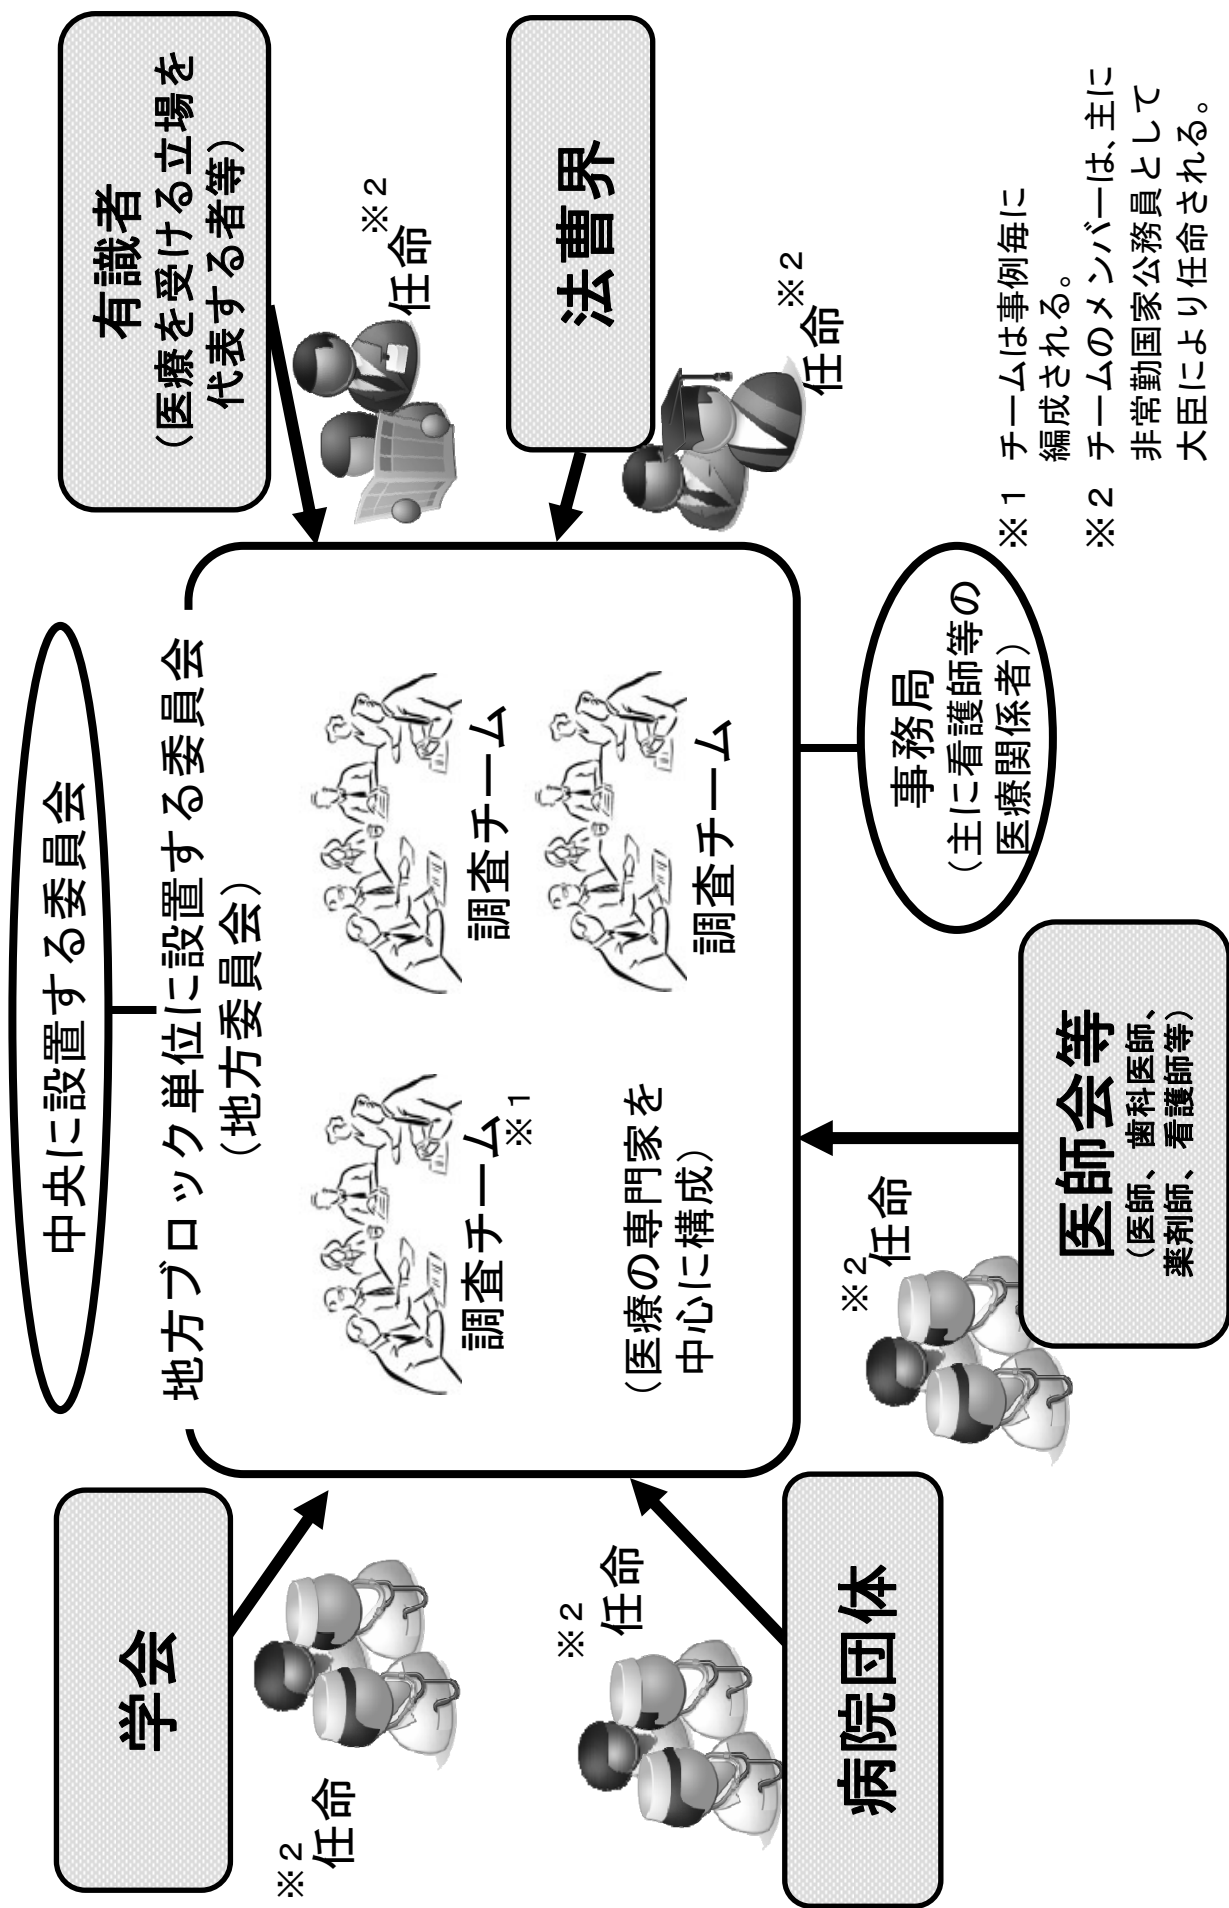 中央に設置する委員会
地方ブロック単位に設置する委員会
（地方委員会）
学会
※2
任命
病院団体
※2
任命
調査チーム
※1
調査チーム
調査チーム
（医療の専門家を
中心に構成）
有識者
（医療を受ける立場を
代表する者等）
※2
任命
法曹界
※2
任命
医師会等
（医師、歯科医師、
薬剤師、看護師等）
※2
任命
事務局
（主に看護師等の
医療関係者）
※1　チームは事例毎に
編成される。
※2　チームのメンバーは、主に
非常勤国家公務員として
大臣により任命される。